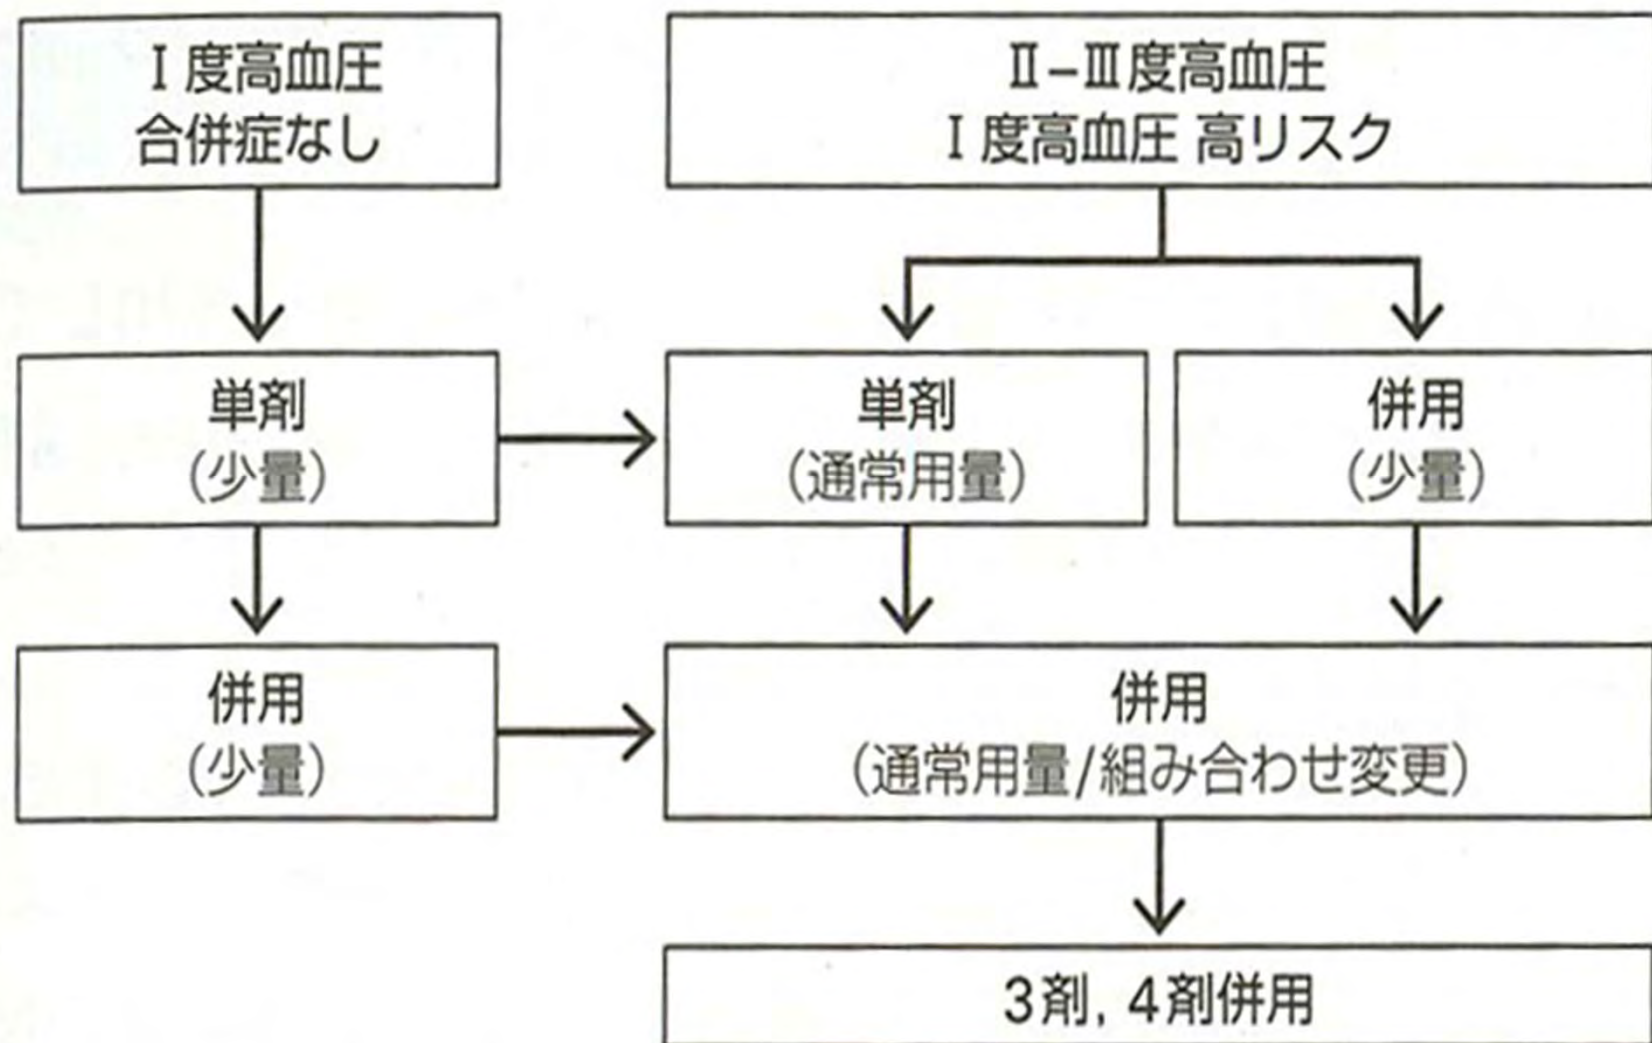 Ⅰ度高血圧
合併症なし
Ⅱ-Ⅲ度高血圧
Ⅰ度高血圧 高リスク
単剤
(少量)
単剤
(通常用量)
併用
(少量)
併用
(少量)
併用
(通常用量/組み合わせ変更)
3剤, 4剤併用